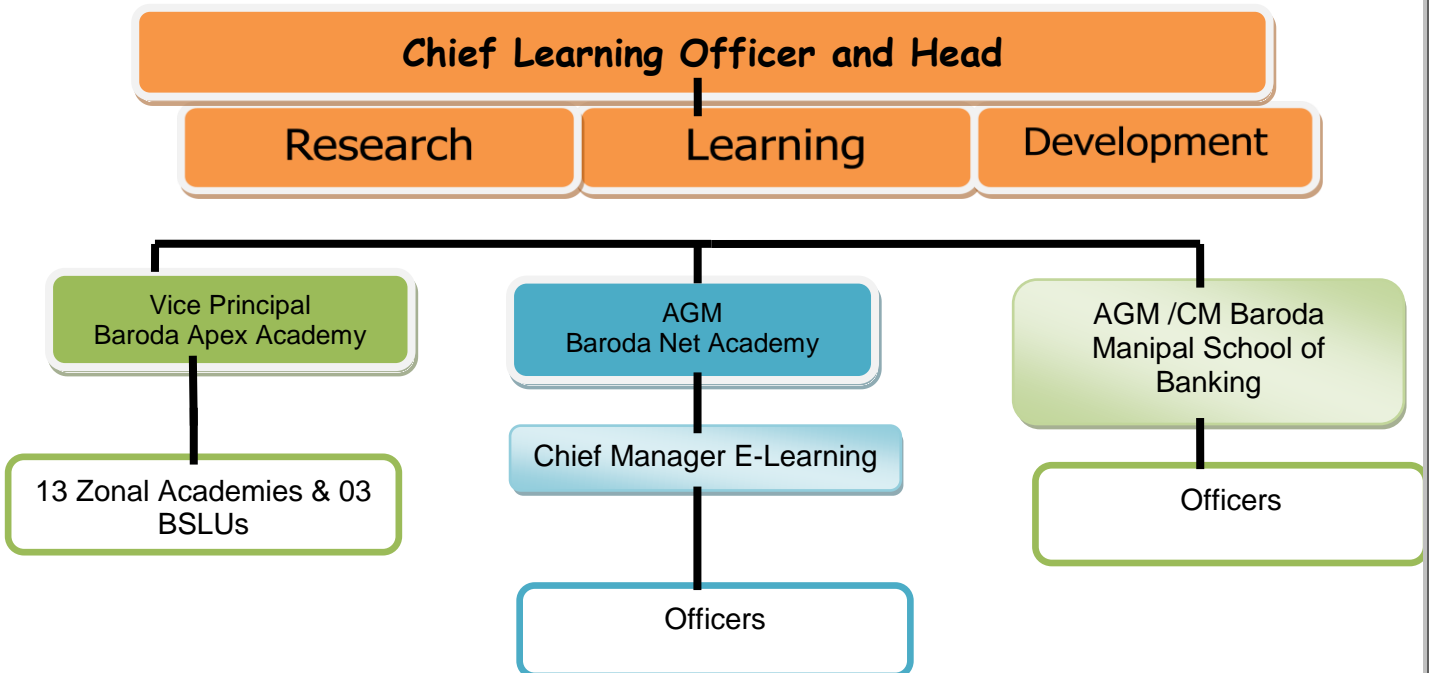 Chief Learning Officer and Head
Research
Learning
Development
Vice Principal
Baroda Apex Academy
AGM
Baroda Net Academy
AGM /CM Baroda
Manipal School of
Banking
Chief Manager E-Learning
13 Zonal Academies & 03
BSLUs
Officers
Officers